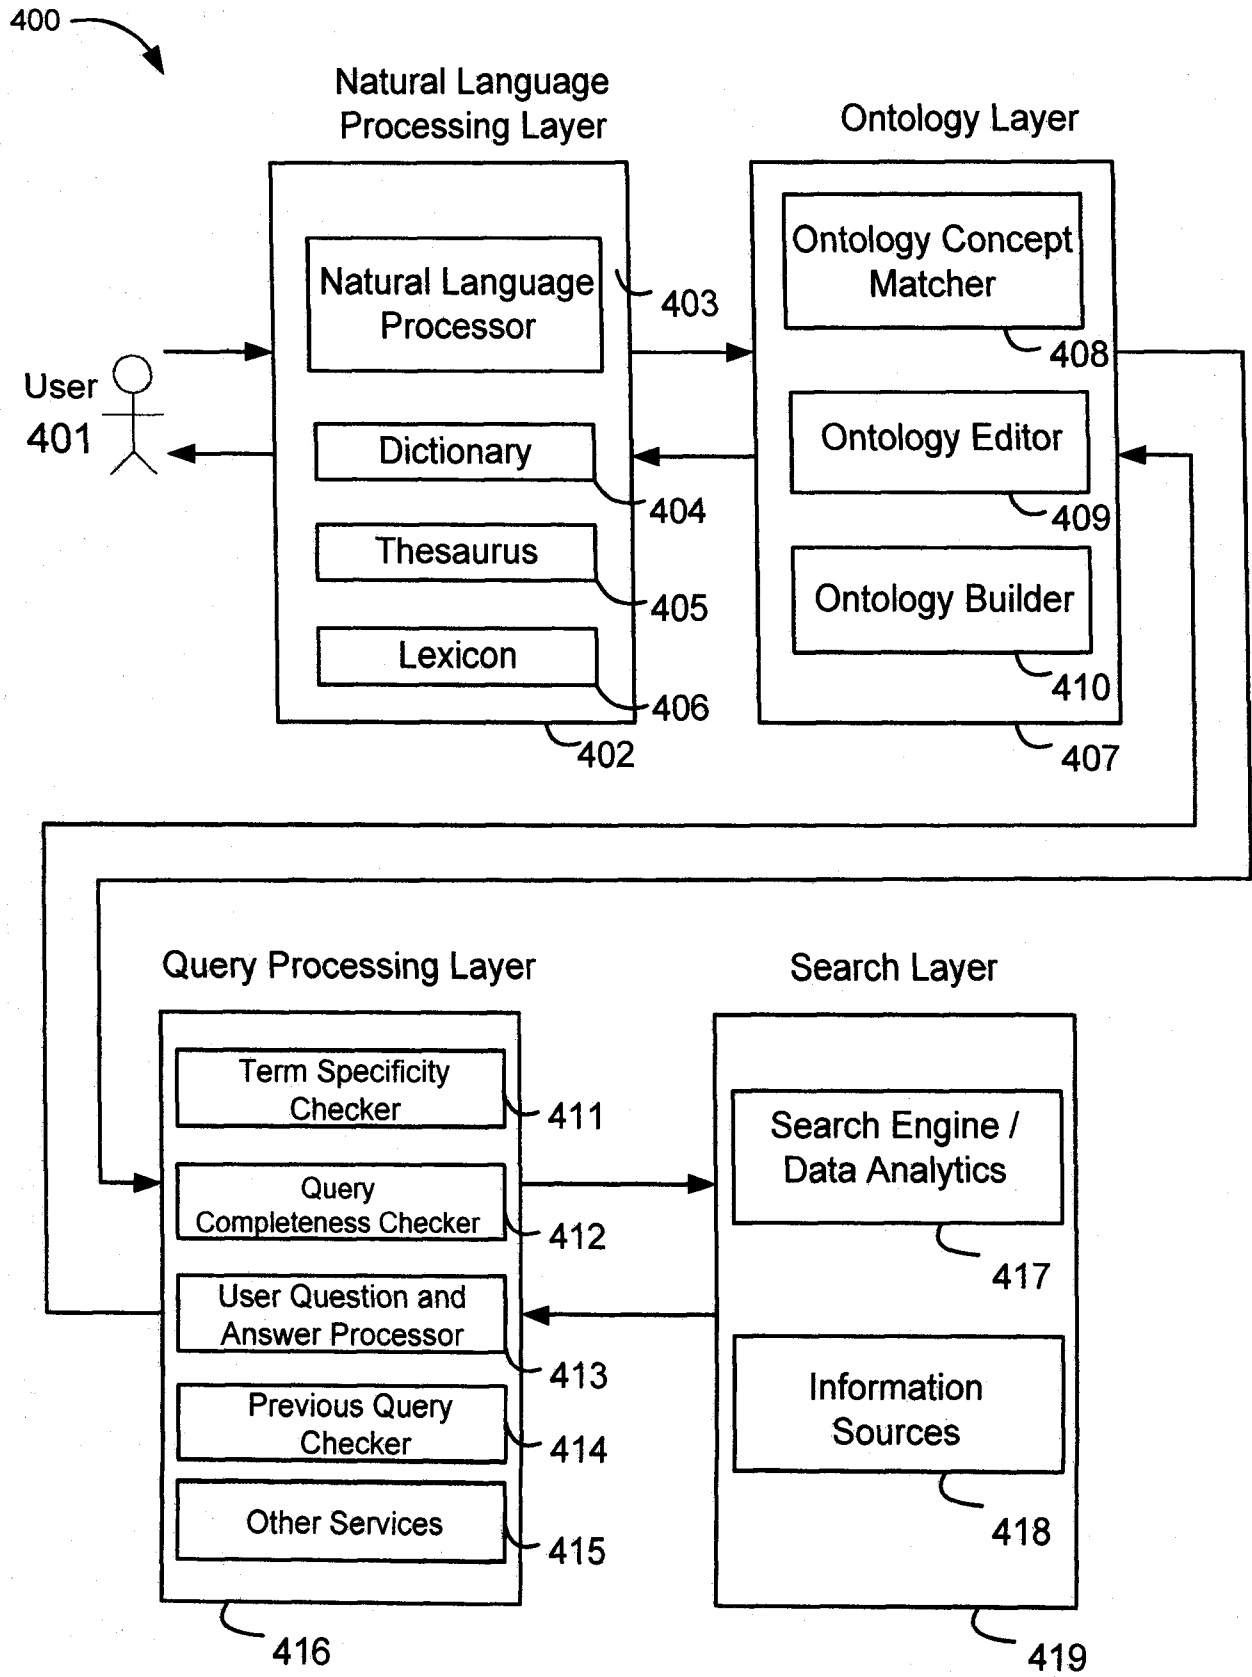 400
Natural Language
Processing Layer
Ontology Layer
Natural Language
Processor
403
Ontology Concept
Matcher
408
User
401
Dictionary
404
Ontology Editor
409
Thesaurus
405
Ontology Builder
410
Lexicon
406
402
407
Query Processing Layer
Search Layer
Term Specificity
Checker
411
Query
Completeness Checker
412
User Question and
Answer Processor
413
Previous Query
Checker
414
Other Services
415
416
Search Engine /
Data Analytics
417
Information
Sources
418
419